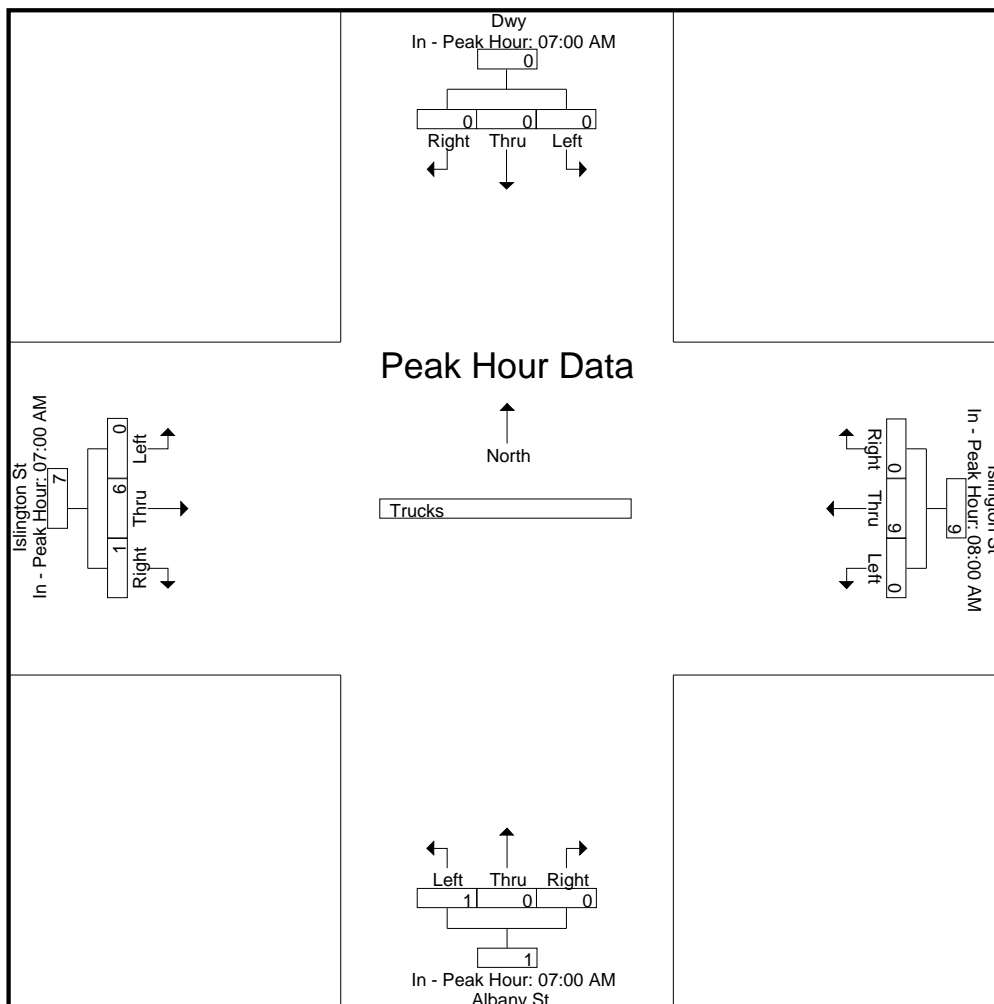 Dwy
In - Peak Hour: 07:00 AM
0
0 0 0
Right Thru Left
Peak Hour Data
North
Trucks
Islington St
In - Peak Hour: 07:00 AM
7
0 6 1
Left Thru Right
Right Thru Left
0 9 0
9
In - Peak Hour: 08:00 AM
Islington St
Left Thru Right
1 0 0
1
In - Peak Hour: 07:00 AM
Albany St